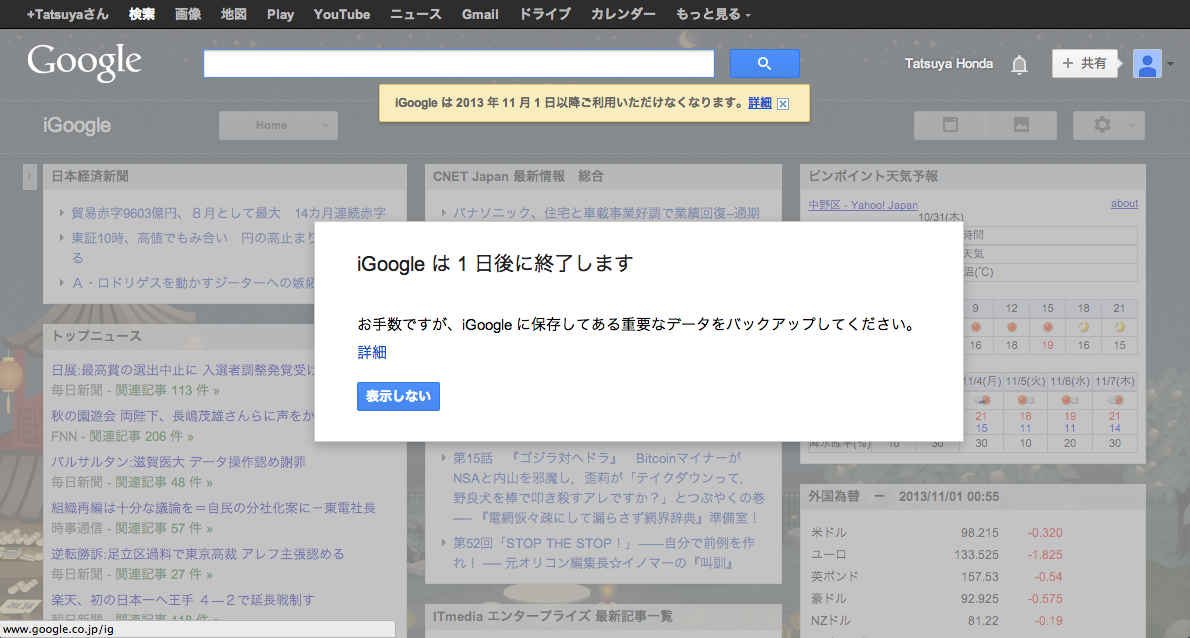 +Tatsuyaさん 検索 画像 地図 Play YouTube ニュース Gmail ドライブ カレンダー もっと見る
Google
Tatsuya Honda
+ 共有
iGoogle は 2013 年 11 月 1 日以降ご利用いただけなくなります。詳細
iGoogle
Home
日本経済新聞
貿易赤字9603億円、８月として最大　14カ月連続赤字
東証10時、高値でもみ合い　円の高止まり
る
Ａ・ロドリゲスを動かすジーターへの嫉妬
トップニュース
日展:最高賞の選出中止に 入選者調整発覚受け
毎日新聞 - 関連記事 113 件 »
秋の園遊会 両陛下、長嶋茂雄さんらに声をか
FNN - 関連記事 206 件 »
バルサルタン:滋賀医大 データ操作認め謝罪
毎日新聞 - 関連記事 48 件 »
組織再編は十分な議論を＝自民の分社化案に－東電社長
時事通信 - 関連記事 57 件 »
逆転勝訴:足立区過料で東京高裁 アレフ主張認める
毎日新聞 - 関連記事 27 件 »
楽天、初の日本一へ王手 ４―２で延長戦制す
朝日新聞 - 関連記事 118 件 »
www.google.co.jp/ig
CNET Japan 最新情報　総合
パナソニック、住宅と車載事業好調で業績回復--通期
iGoogle は 1 日後に終了します
お手数ですが、iGoogle に保存してある重要なデータをバックアップしてください。
詳細
表示しない
第15話　『ゴジラ対ヘドラ』　Bitcoinマイナーが
NSAと内山を邪魔し，歪莉が「テイクダウンって，
野良犬を棒で叩き殺すアレですか？」とつぶやくの巻
── 『電網恢々疎にして漏らさず網界辞典』準備室！
第52回「STOP THE STOP！」――自分で前例を作
れ！ ── 元オリコン編集長☆イノマーの『叫訓』
ITmedia エンタープライズ 最新記事一覧
ピンポイント天気予報
中野区 - Yahoo! Japan
about
10/31(木)
時間
天気
温(℃)
9 12 15 18 21
16 18 19 16 15
11/4(月) 11/5(火) 11/6(水) 11/7(木)
21 18 19 21
15 11 11 14
降水確率(%) 10 30 30 10 20 30
外国為替　－　2013/11/01 00:55
米ドル 98.215 -0.320
ユーロ 133.525 -1.825
英ポンド 157.53 -0.54
豪ドル 92.925 -0.575
NZドル 81.22 -0.19